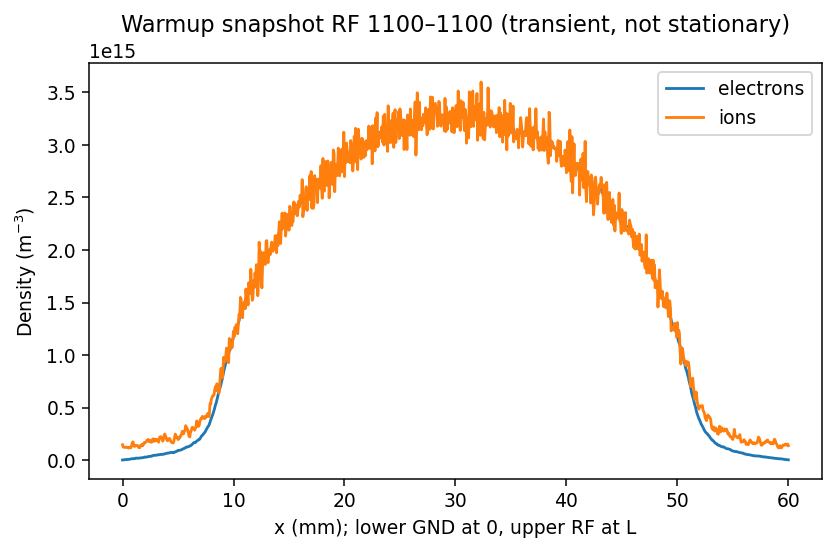 Warmup snapshot RF 1100–1100 (transient, not stationary)
1e15
electrons
ions
3.5
3.0
2.5
2.0
1.5
1.0
0.5
0.0
Density (m⁻³)
0 10 20 30 40 50 60
x (mm); lower GND at 0, upper RF at L